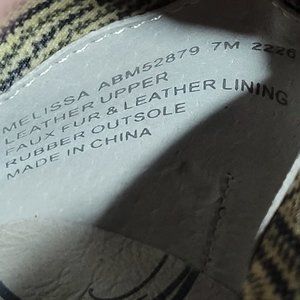 MELISSA ABM52879 7M 2226
LEATHER UPPER
FAUX FUR & LEATHER LINING
RUBBER OUTSOLE
MADE IN CHINA